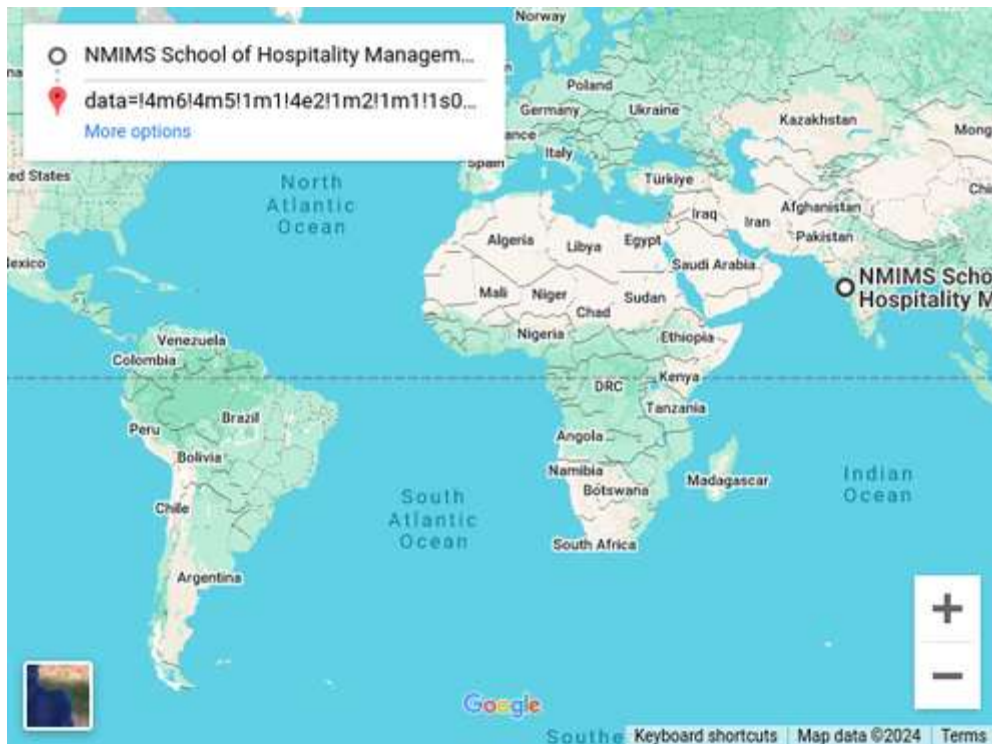 Norway
NMIMS School of Hospitality Managem...
data=!4m6!4m5!1m1!4e2!1m2!1m1!1s0...
More options
Poland
Germany
Ukraine
Kazakhstan
Mong
ance
Italy
Spain
ed States
North
Atlantic
Ocean
Türkiye
Chi
Iraq
Iran
Afghanistan
Pakistan
Algeria
Libya
Egypt
Saudi Arabia
Mexico
NMIMS Scho
Hospitality M
Mali
Niger
Sudan
Chad
Nigeria
Ethiopia
Venezuela
Colombia
DRC
Kenya
Tanzania
Peru
Brazil
Angola
Bolivia
Namibia
Botswana
Madagascar
Indian
Ocean
Chile
South
Atlantic
Ocean
South Africa
Argentina
Google
Southe
Keyboard shortcuts
Map data ©2024
Terms